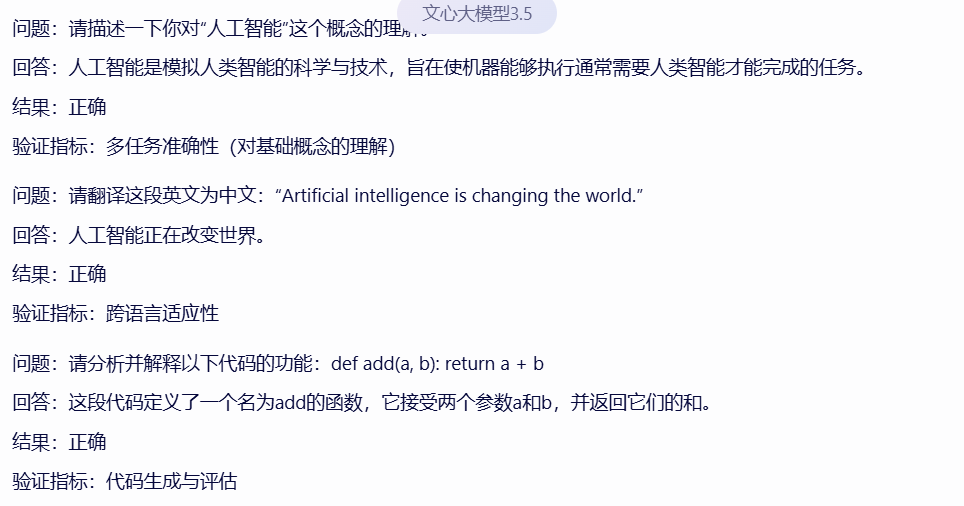 文心大模型3.5
问题：请描述一下你对“人工智能”这个概念的理解。
回答：人工智能是模拟人类智能的科学与技术，旨在使机器能够执行通常需要人类智能才能完成的任务。
结果：正确
验证指标：多任务准确性（对基础概念的理解）
问题：请翻译这段英文为中文：“Artificial intelligence is changing the world.”
回答：人工智能正在改变世界。
结果：正确
验证指标：跨语言适应性
问题：请分析并解释以下代码的功能：def add(a, b): return a + b
回答：这段代码定义了一个名为add的函数，它接受两个参数a和b，并返回它们的和。
结果：正确
验证指标：代码生成与评估